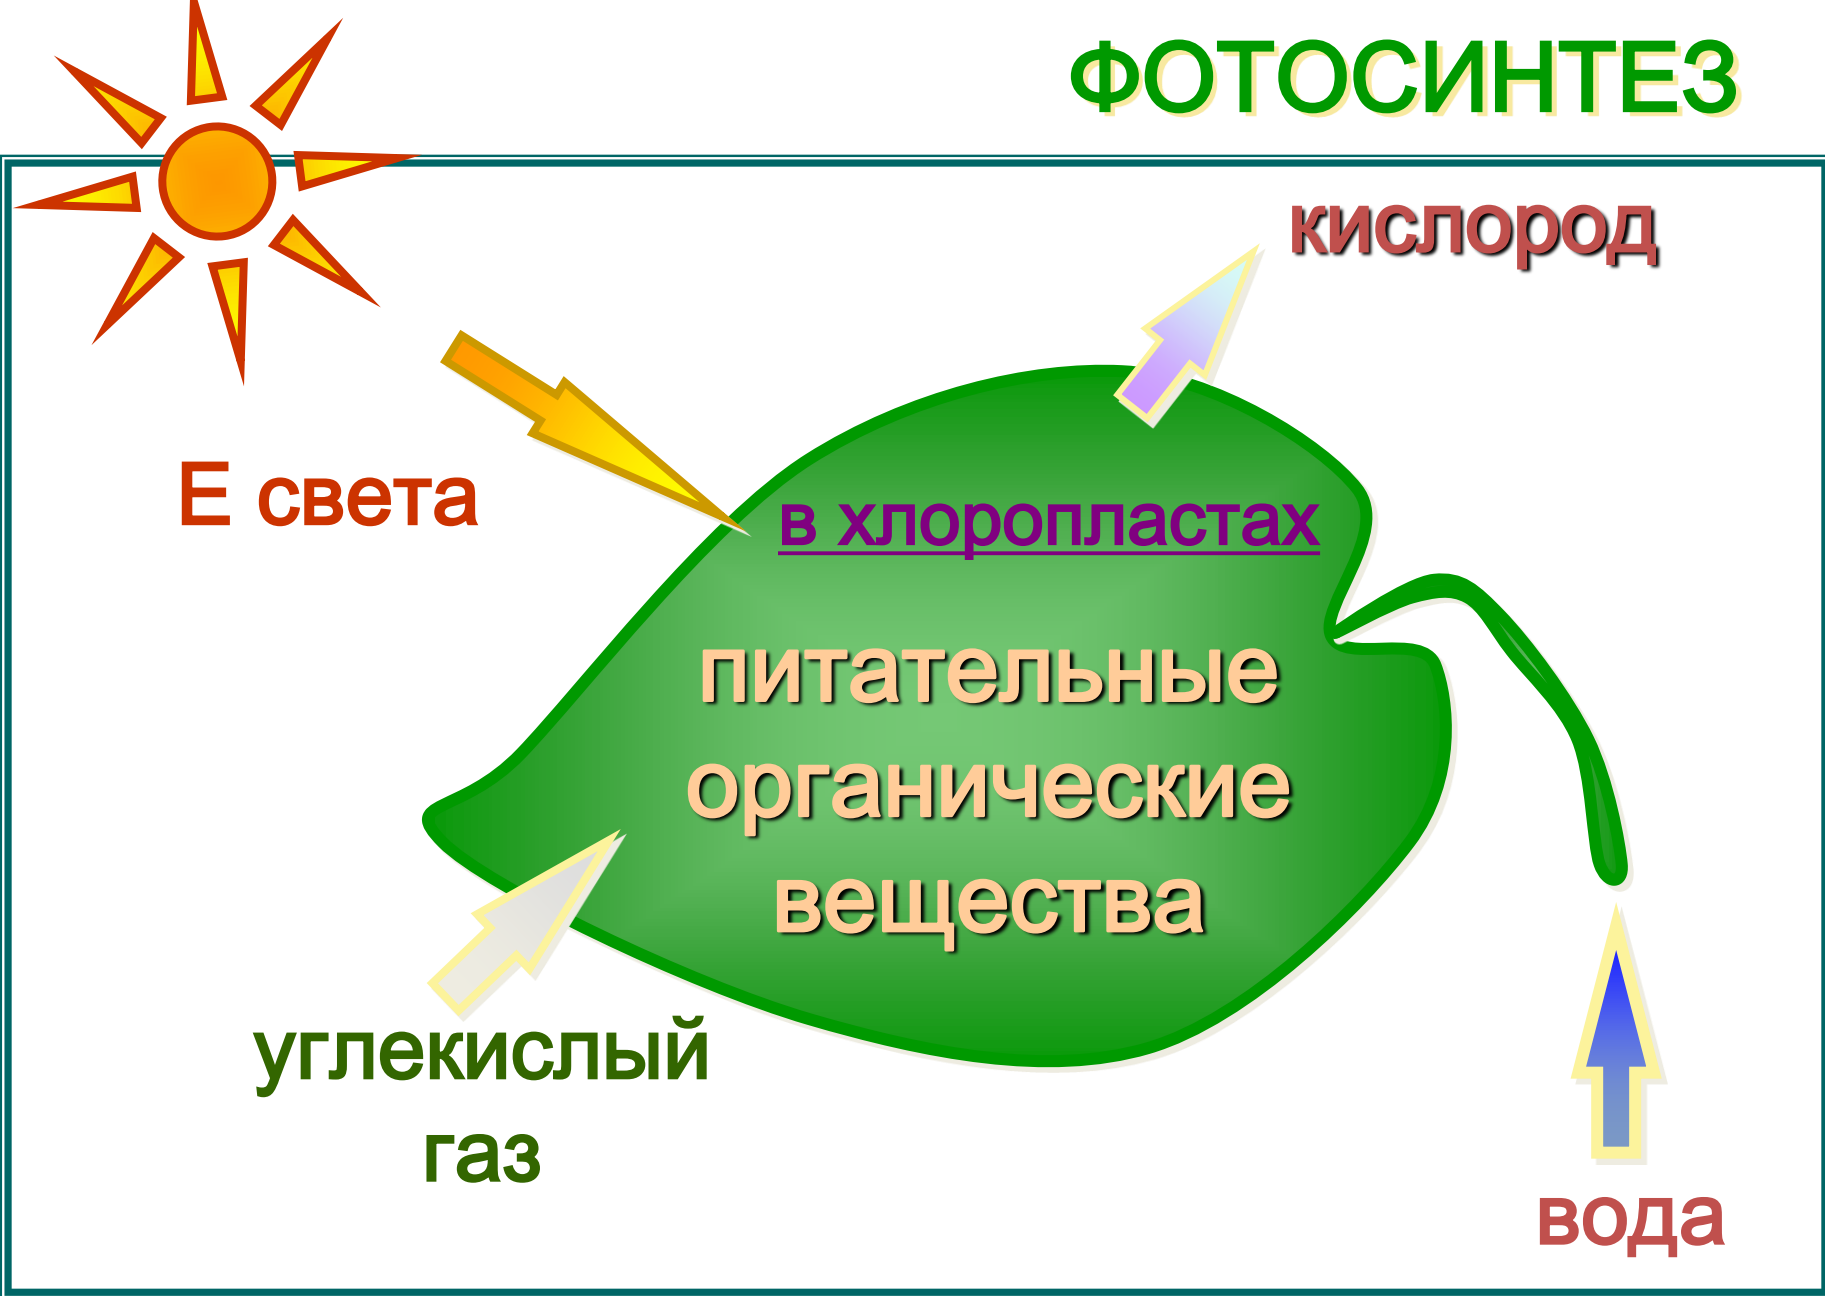 ФОТОСИНТЕЗ
кислород
Е света
в хлоропластах
питательные
органические
вещества
углекислый
газ
вода